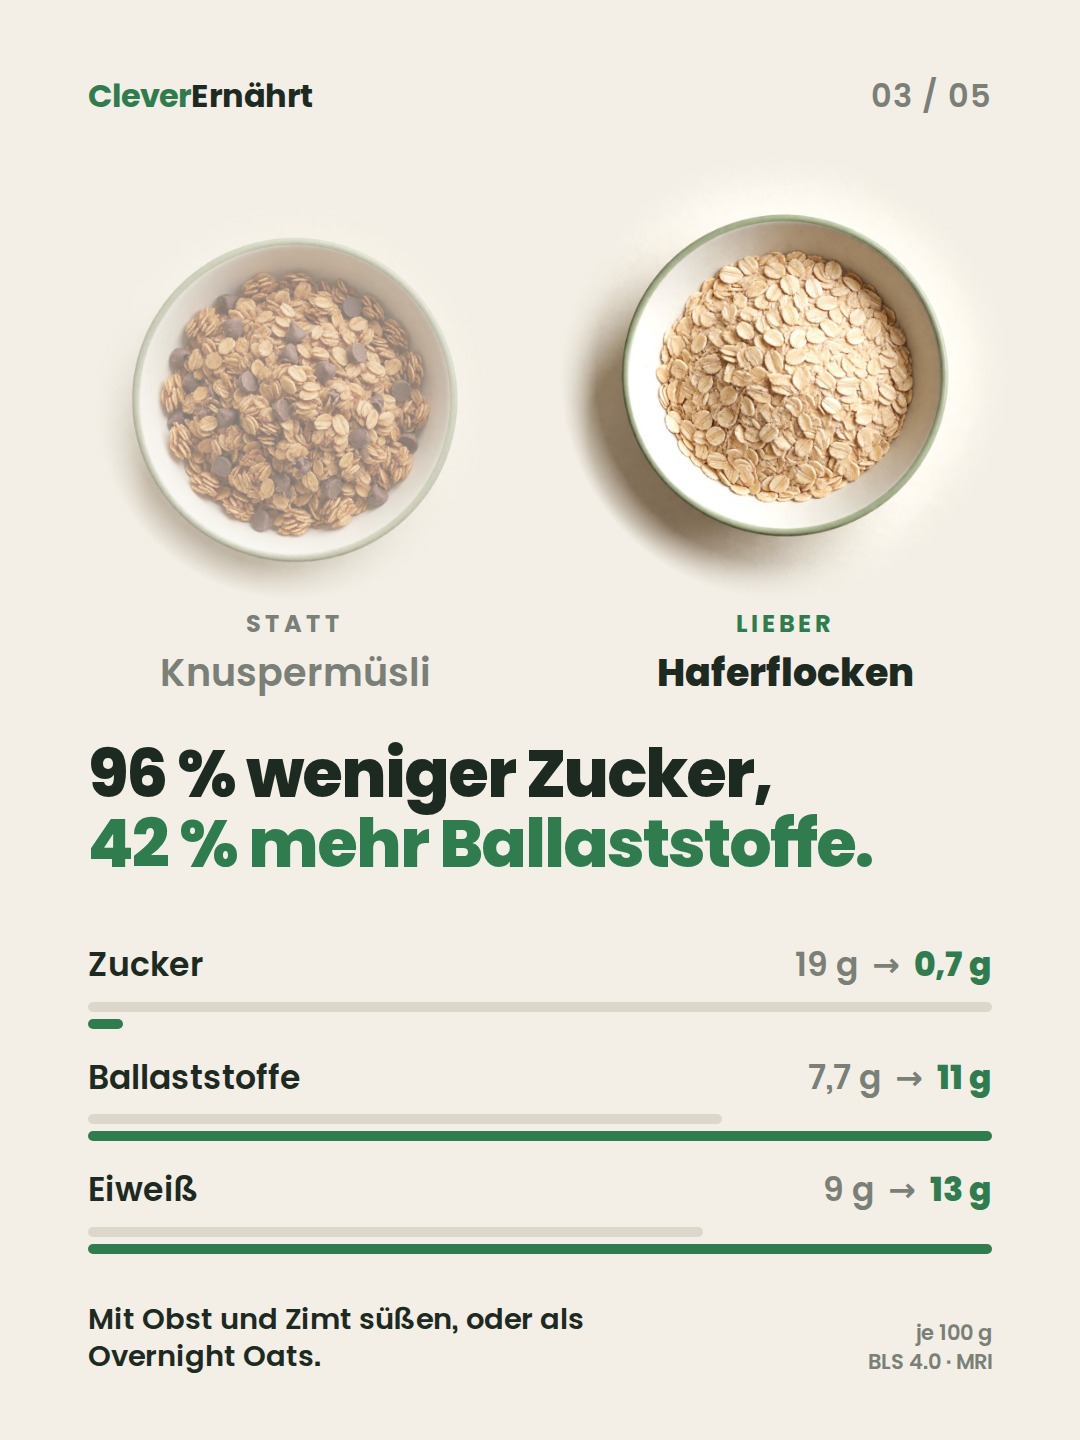 CleverErnährt
03 / 05
STATT
Knuspermüsli
LIEBER
Haferflocken
96 % weniger Zucker,
42 % mehr Ballaststoffe.
Zucker
19 g → 0,7 g
Ballaststoffe
7,7 g → 11 g
Eiweiß
9 g → 13 g
Mit Obst und Zimt süßen, oder als
Overnight Oats.
je 100 g
BLS 4.0 · MRI